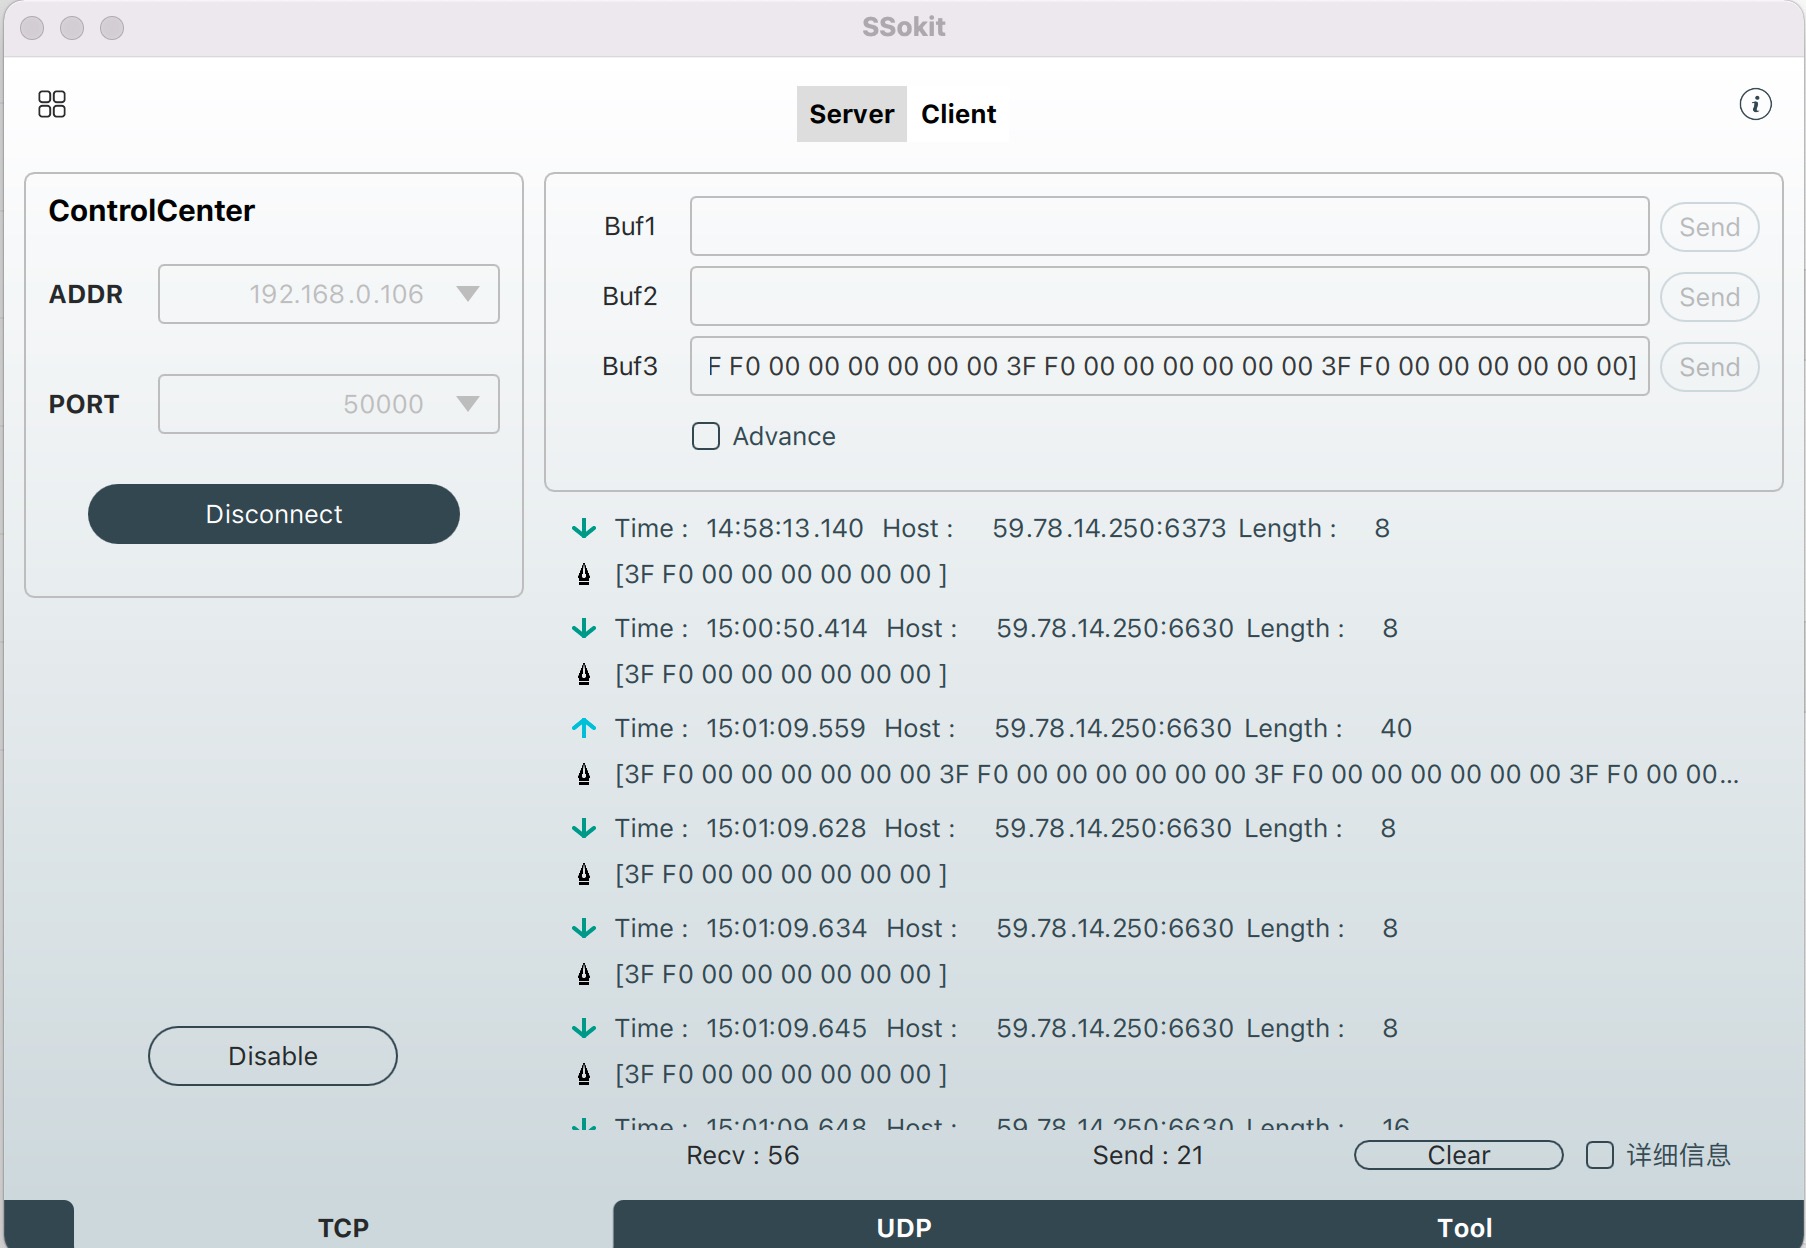 SSokit
Server Client
ControlCenter
ADDR 192.168.0.106
PORT 50000
Disconnect
Disable
Buf1 Send
Buf2 Send
Buf3 F F0 00 00 00 00 00 00 3F F0 00 00 00 00 00 00 3F F0 00 00 00 00 00 00] Send
Advance
Time : 14:58:13.140 Host : 59.78.14.250:6373 Length : 8
[3F F0 00 00 00 00 00 00 ]
Time : 15:00:50.414 Host : 59.78.14.250:6630 Length : 8
[3F F0 00 00 00 00 00 00 ]
Time : 15:01:09.559 Host : 59.78.14.250:6630 Length : 40
[3F F0 00 00 00 00 00 00 3F F0 00 00 00 00 00 00 3F F0 00 00 00 00 00 00 3F F0 00 00...
Time : 15:01:09.628 Host : 59.78.14.250:6630 Length : 8
[3F F0 00 00 00 00 00 00 ]
Time : 15:01:09.634 Host : 59.78.14.250:6630 Length : 8
[3F F0 00 00 00 00 00 00 ]
Time : 15:01:09.645 Host : 59.78.14.250:6630 Length : 8
[3F F0 00 00 00 00 00 00 ]
Time : 15:01:09.648 Host : 59.78.14.250:6630 Length : 16
Recv : 56 Send : 21 Clear 详细信息
TCP UDP Tool